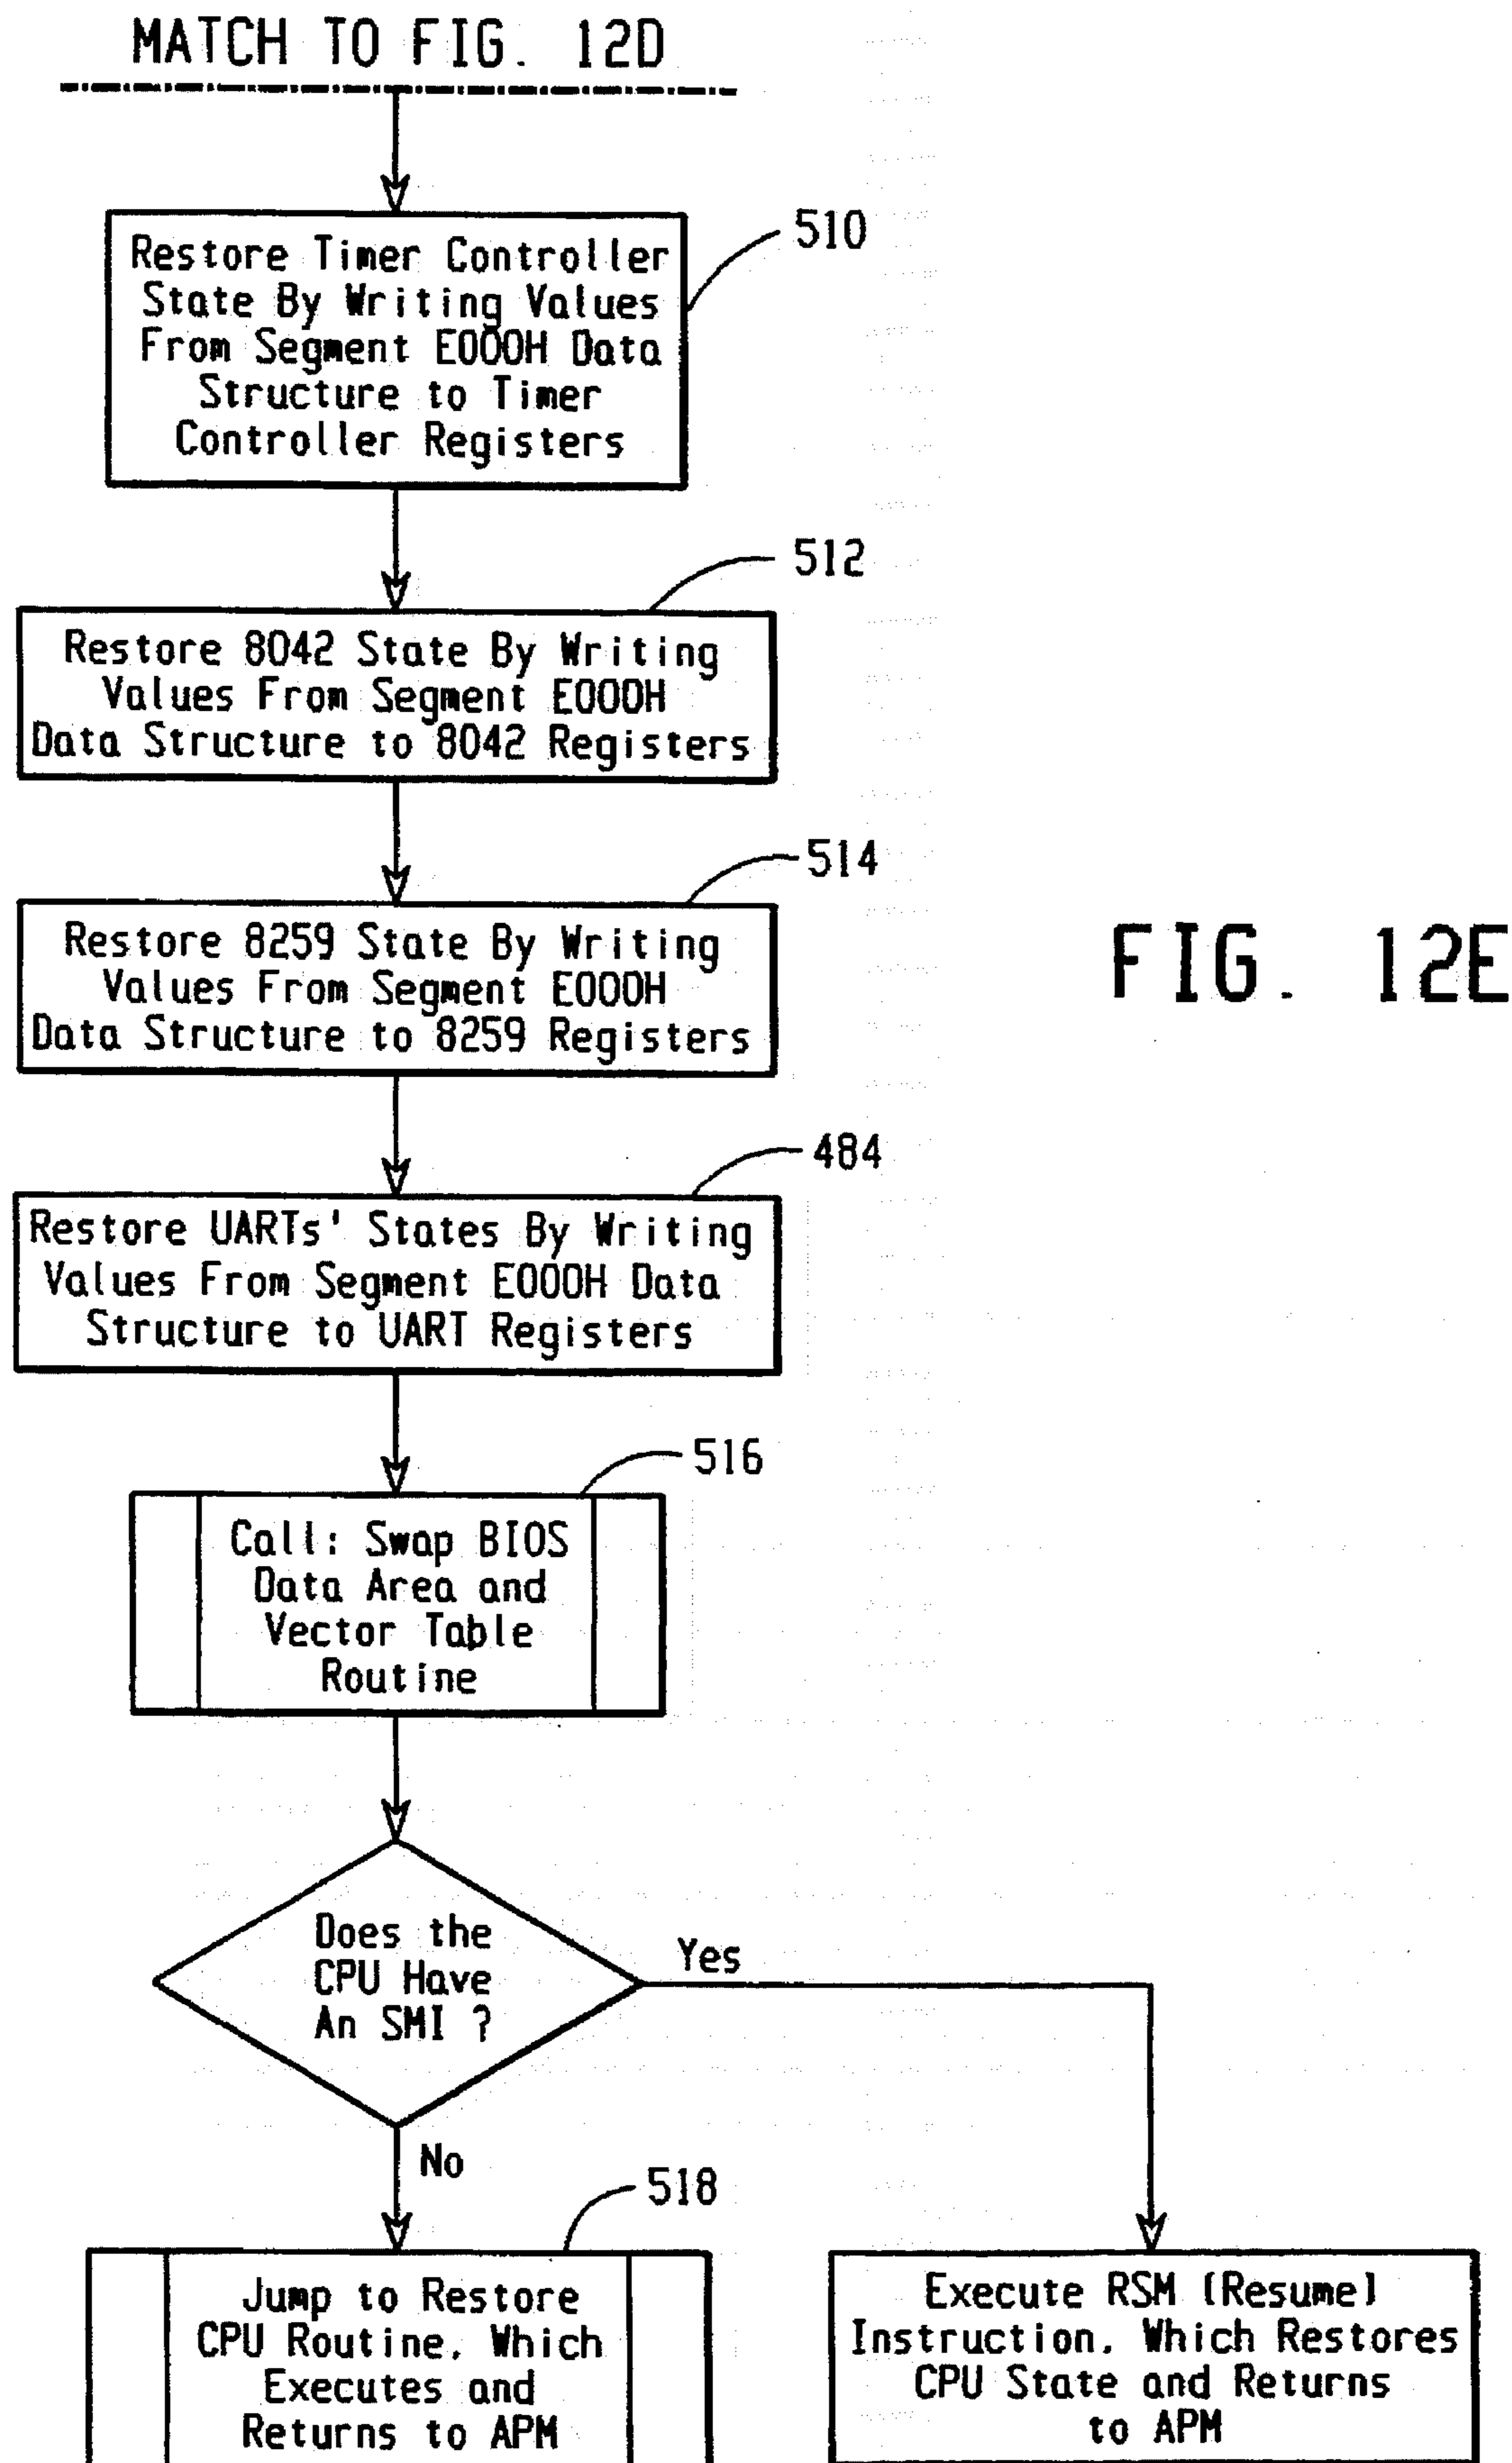 MATCH TO FIG. 12D
510
Restore Timer Controller
State By Writing Values
From Segment E000H Data
Structure to Timer
Controller Registers
512
Restore 8042 State By Writing
Values From Segment E000H
Data Structure to 8042 Registers
514
Restore 8259 State By Writing
Values From Segment E000H
Data Structure to 8259 Registers
FIG. 12E
484
Restore UARTs' States By Writing
Values From Segment E000H Data
Structure to UART Registers
516
Call: Swap BIOS
Data Area and
Vector Table
Routine
Does the
CPU Have
An SMI ?
Yes
No
518
Jump to Restore
CPU Routine, Which
Executes and
Returns to APM
Execute RSM (Resume)
Instruction, Which Restores
CPU State and Returns
to APM